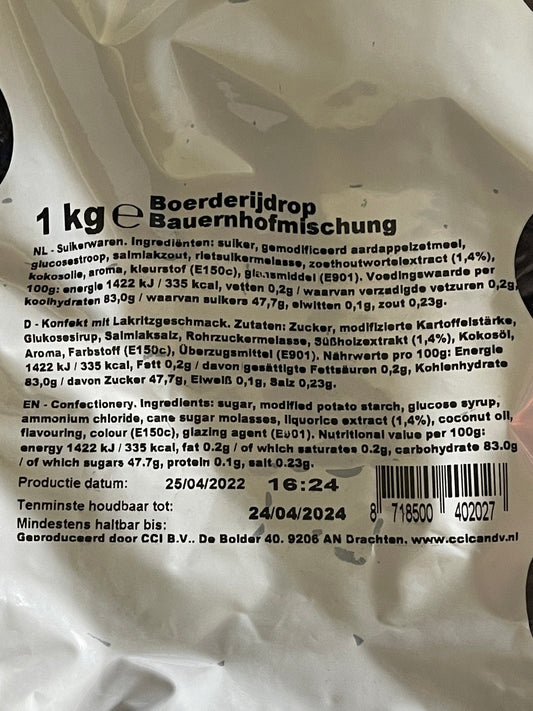 1 kg ℮ Boerderijdrop
Bauernhofmischung
NL - Suikerwaren. Ingrediënten: suiker, gemodificeerd aardappelzetmeel,
glucosestroop, salmiakzout, rietsuikermelasse, zoethoutwortelextract (1,4%),
kokosolie, aroma, kleurstof (E150c), glansmiddel (E901). Voedingswaarde per
100g: energie 1422 kJ / 335 kcal, vetten 0,2g / waarvan verzadigde vetzuren 0,2g,
koolhydraten 83,0g / waarvan suikers 47,7g, eiwitten 0,1g, zout 0,23g.
D - Konfekt mit Lakritzgeschmack. Zutaten: Zucker, modifizierte Kartoffelstärke,
Glukosesirup, Salmiaksalz, Rohrzuckermelasse, Süßholzextrakt (1,4%), Kokosöl,
Aroma, Farbstoff (E150c), Überzugsmittel (E901). Nährwerte pro 100g: Energie
1422 kJ / 335 kcal, Fett 0,2g / davon gesättigte Fettsäuren 0,2g, Kohlenhydrate
83,0g / davon Zucker 47,7g, Eiweiß 0,1g, Salz 0,23g.
EN - Confectionery. Ingredients: sugar, modified potato starch, glucose syrup,
ammonium chloride, cane sugar molasses, liquorice extract (1,4%), coconut oil,
flavouring, colour (E150c), glazing agent (E901). Nutritional value per 100g:
energy 1422 kJ / 335 kcal, fat 0.2g / of which saturates 0.2g, carbohydrate 83.0g
/ of which sugars 47.7g, protein 0.1g, salt 0.23g.
Productie datum: 25/04/2022 16:24
Tenminste houdbaar tot:
Mindestens haltbar bis: 24/04/2024
8 718500 402027
Geproduceerd door CCI B.V.. De Bolder 40. 9206 AN Drachten. www.ccicandy.nl